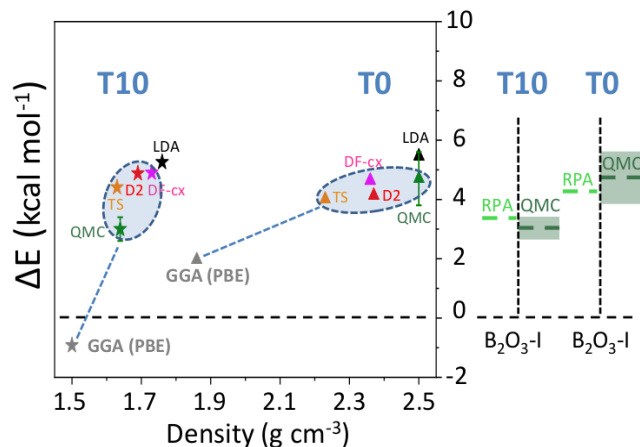 T10
T0
T10
T0
ΔE (kcal mol⁻¹)
10
8
6
4
2
0
-2
LDA
D2
DF-cx
TS
QMC
GGA (PBE)
GGA (PBE)
LDA
DF-cx
TS
D2
QMC
RPA
QMC
RPA
QMC
B₂O₃-I
B₂O₃-I
1.5
1.7
1.9
2.1
2.3
2.5
Density (g cm⁻³)